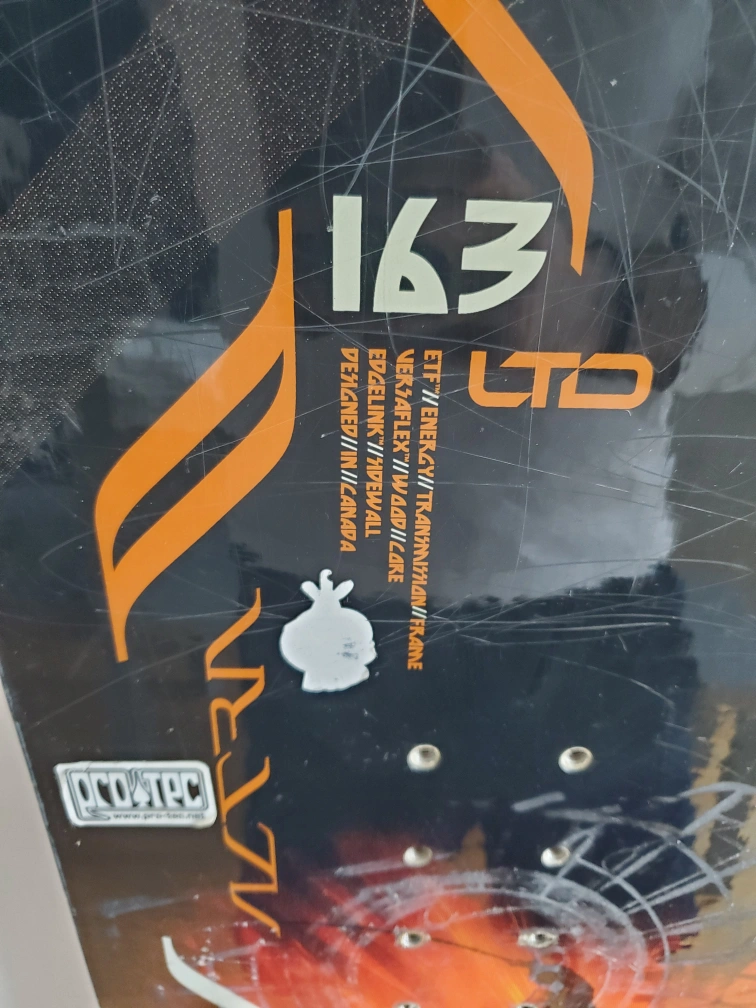 163
LTD
ETF™//ENERGY//TRANSMISSION//FRAME
VERSAFLEX™//WOOD//CORE
EDGELINK™//SIDEWALL
DESIGNED//IN//CANADA
PRO-TEC
www.pro-tec.net